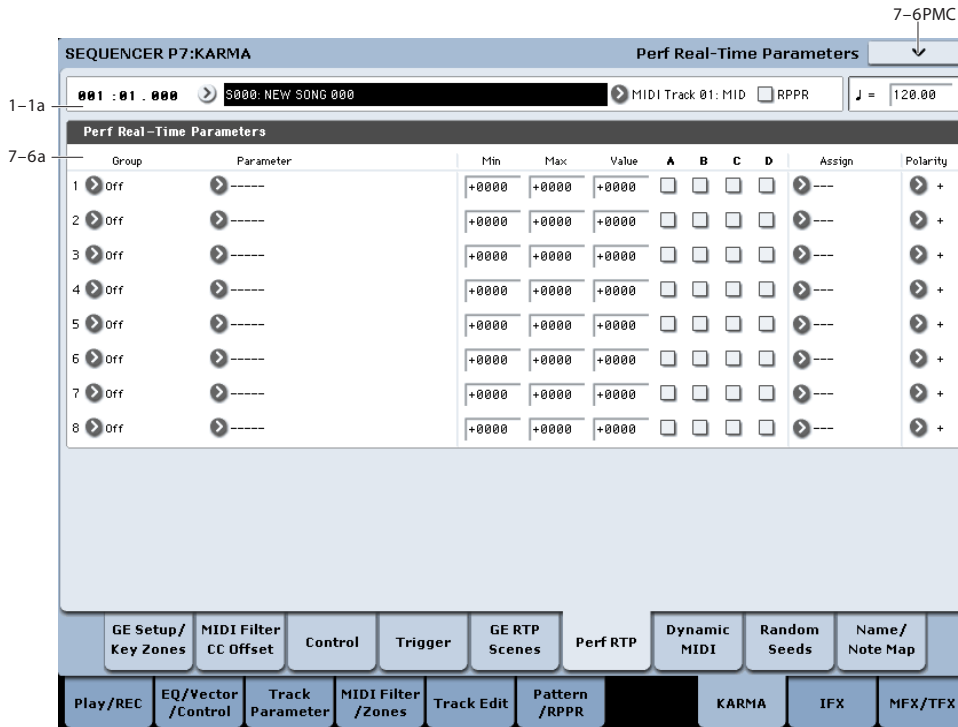 7–6PMC
SEQUENCER P7:KARMA Perf Real-Time Parameters
1–1a
001 :01 . 000 S000: NEW SONG 000 MIDI Track 01: MID RPPR ♩ = 120.00
Perf Real-Time Parameters
7–6a
Group Parameter Min Max Value A B C D Assign Polarity
1 Off ----- +0000 +0000 +0000 --- +
2 Off ----- +0000 +0000 +0000 --- +
3 Off ----- +0000 +0000 +0000 --- +
4 Off ----- +0000 +0000 +0000 --- +
5 Off ----- +0000 +0000 +0000 --- +
6 Off ----- +0000 +0000 +0000 --- +
7 Off ----- +0000 +0000 +0000 --- +
8 Off ----- +0000 +0000 +0000 --- +
GE Setup/
Key Zones
MIDI Filter
CC Offset
Control
Trigger
GE RTP
Scenes
Perf RTP
Dynamic
MIDI
Random
Seeds
Name/
Note Map
Play/REC
EQ/Vector
/Control
Track
Parameter
MIDI Filter
/Zones
Track Edit
Pattern
/RPPR
KARMA
IFX
MFX/TFX